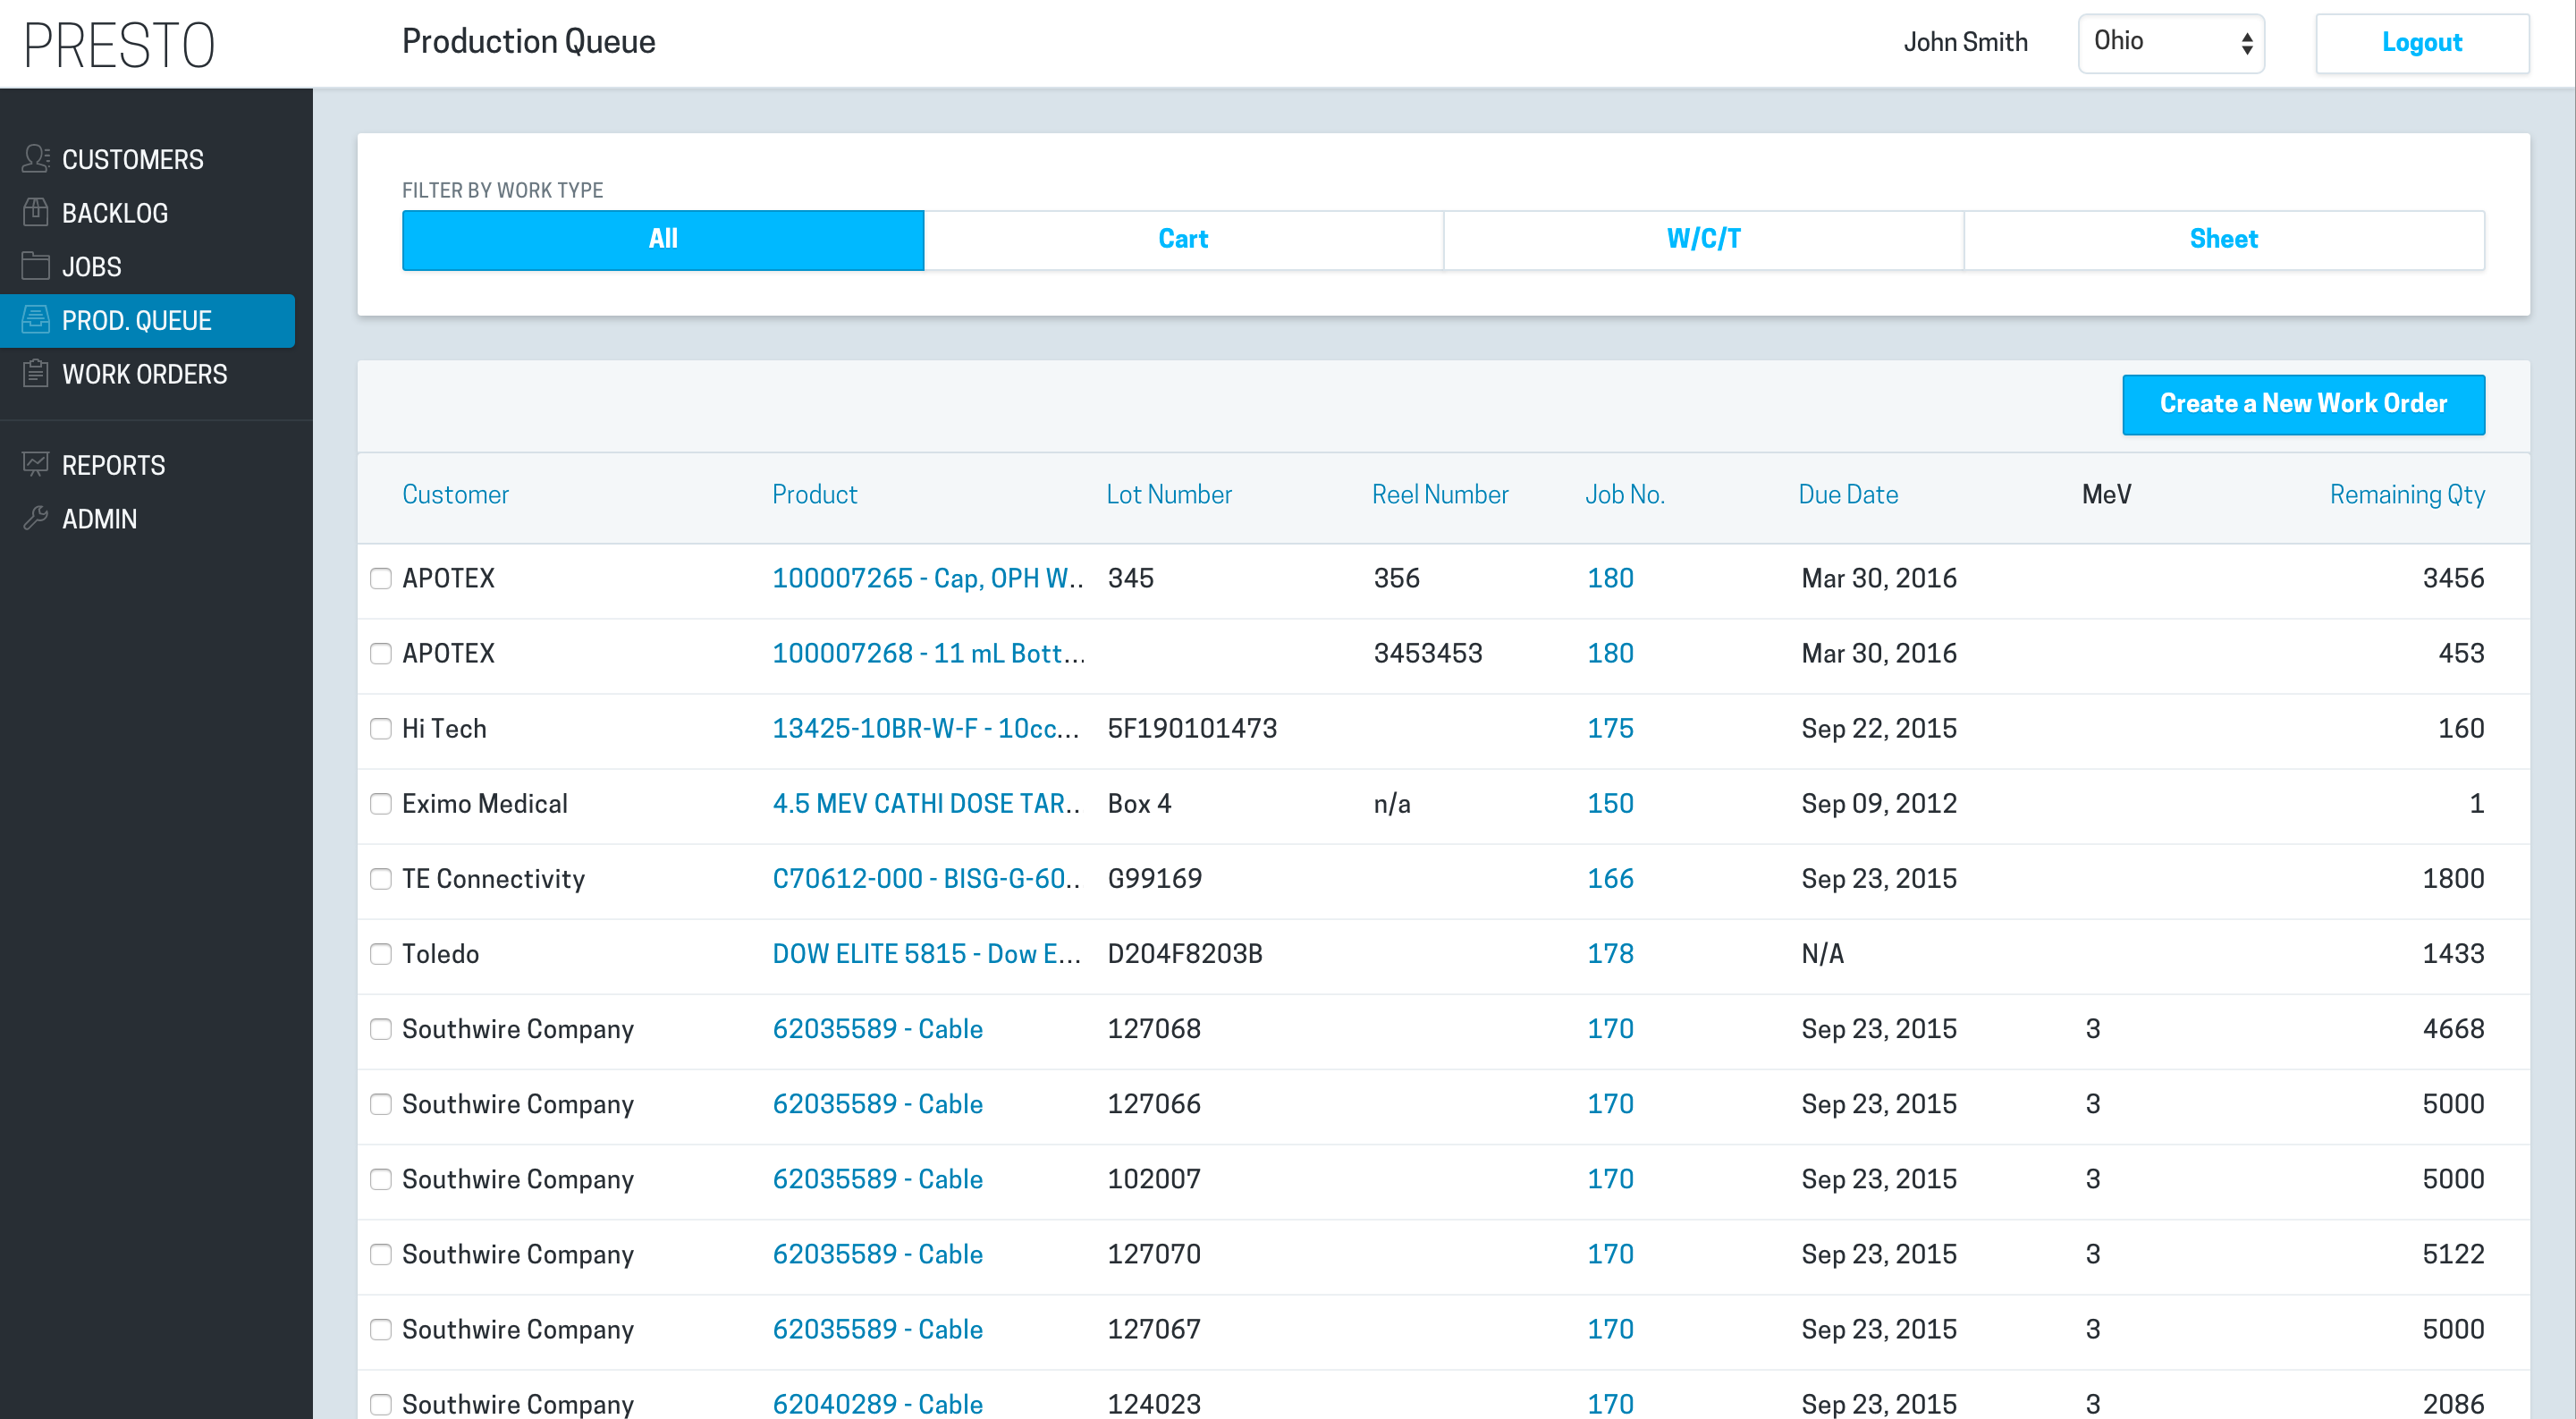 PRESTO
Production Queue
John Smith
Ohio
Logout
CUSTOMERS
BACKLOG
JOBS
PROD. QUEUE
WORK ORDERS
REPORTS
ADMIN
FILTER BY WORK TYPE
All Cart W/C/T Sheet
Create a New Work Order
Customer Product Lot Number Reel Number Job No. Due Date MeV Remaining Qty
APOTEX 100007265 - Cap, OPH W.. 345 356 180 Mar 30, 2016 3456
APOTEX 100007268 - 11 mL Bott... 3453453 180 Mar 30, 2016 453
Hi Tech 13425-10BR-W-F - 10cc... 5F190101473 175 Sep 22, 2015 160
Eximo Medical 4.5 MEV CATHI DOSE TAR.. Box 4 n/a 150 Sep 09, 2012 1
TE Connectivity C70612-000 - BISG-G-60.. G99169 166 Sep 23, 2015 1800
Toledo DOW ELITE 5815 - Dow E... D204F8203B 178 N/A 1433
Southwire Company 62035589 - Cable 127068 170 Sep 23, 2015 3 4668
Southwire Company 62035589 - Cable 127066 170 Sep 23, 2015 3 5000
Southwire Company 62035589 - Cable 102007 170 Sep 23, 2015 3 5000
Southwire Company 62035589 - Cable 127070 170 Sep 23, 2015 3 5122
Southwire Company 62035589 - Cable 127067 170 Sep 23, 2015 3 5000
Southwire Company 62040289 - Cable 124023 170 Sep 23, 2015 3 2086